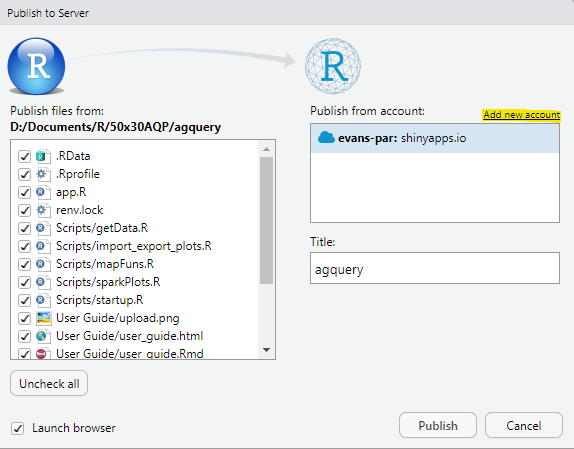 Publish to Server
R
R
Publish files from:
D:/Documents/R/50x30AQP/agquery
.RData
.Rprofile
app.R
renv.lock
Scripts/getData.R
Scripts/import_export_plots.R
Scripts/mapFuns.R
Scripts/sparkPlots.R
Scripts/startup.R
User Guide/upload.png
User Guide/user_guide.html
User Guide/user_guide.Rmd
Uncheck all
Launch browser
Publish from account:
Add new account
evans-par: shinyapps.io
Title:
agquery
Publish
Cancel